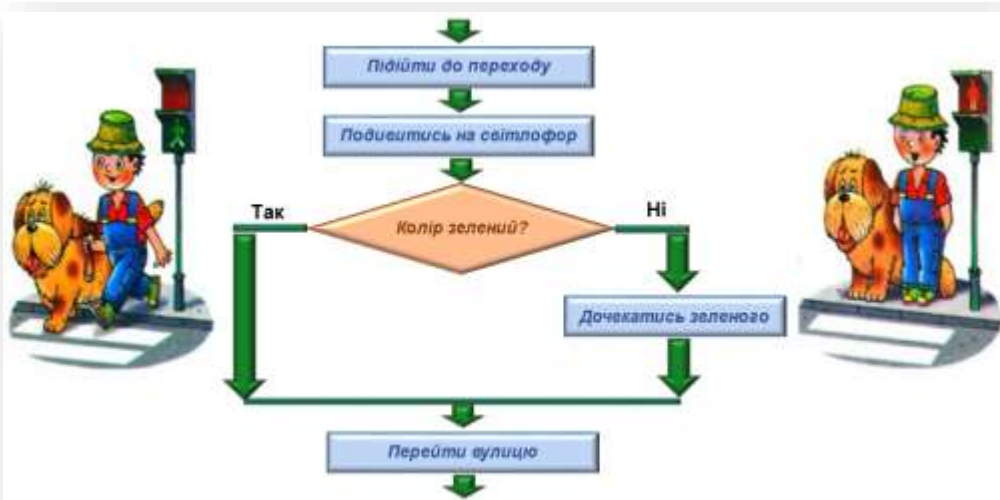 Підійти до переходу
Подивитись на світлофор
Колір зелений?
Так
Ні
Дочекатись зеленого
Перейти вулицю